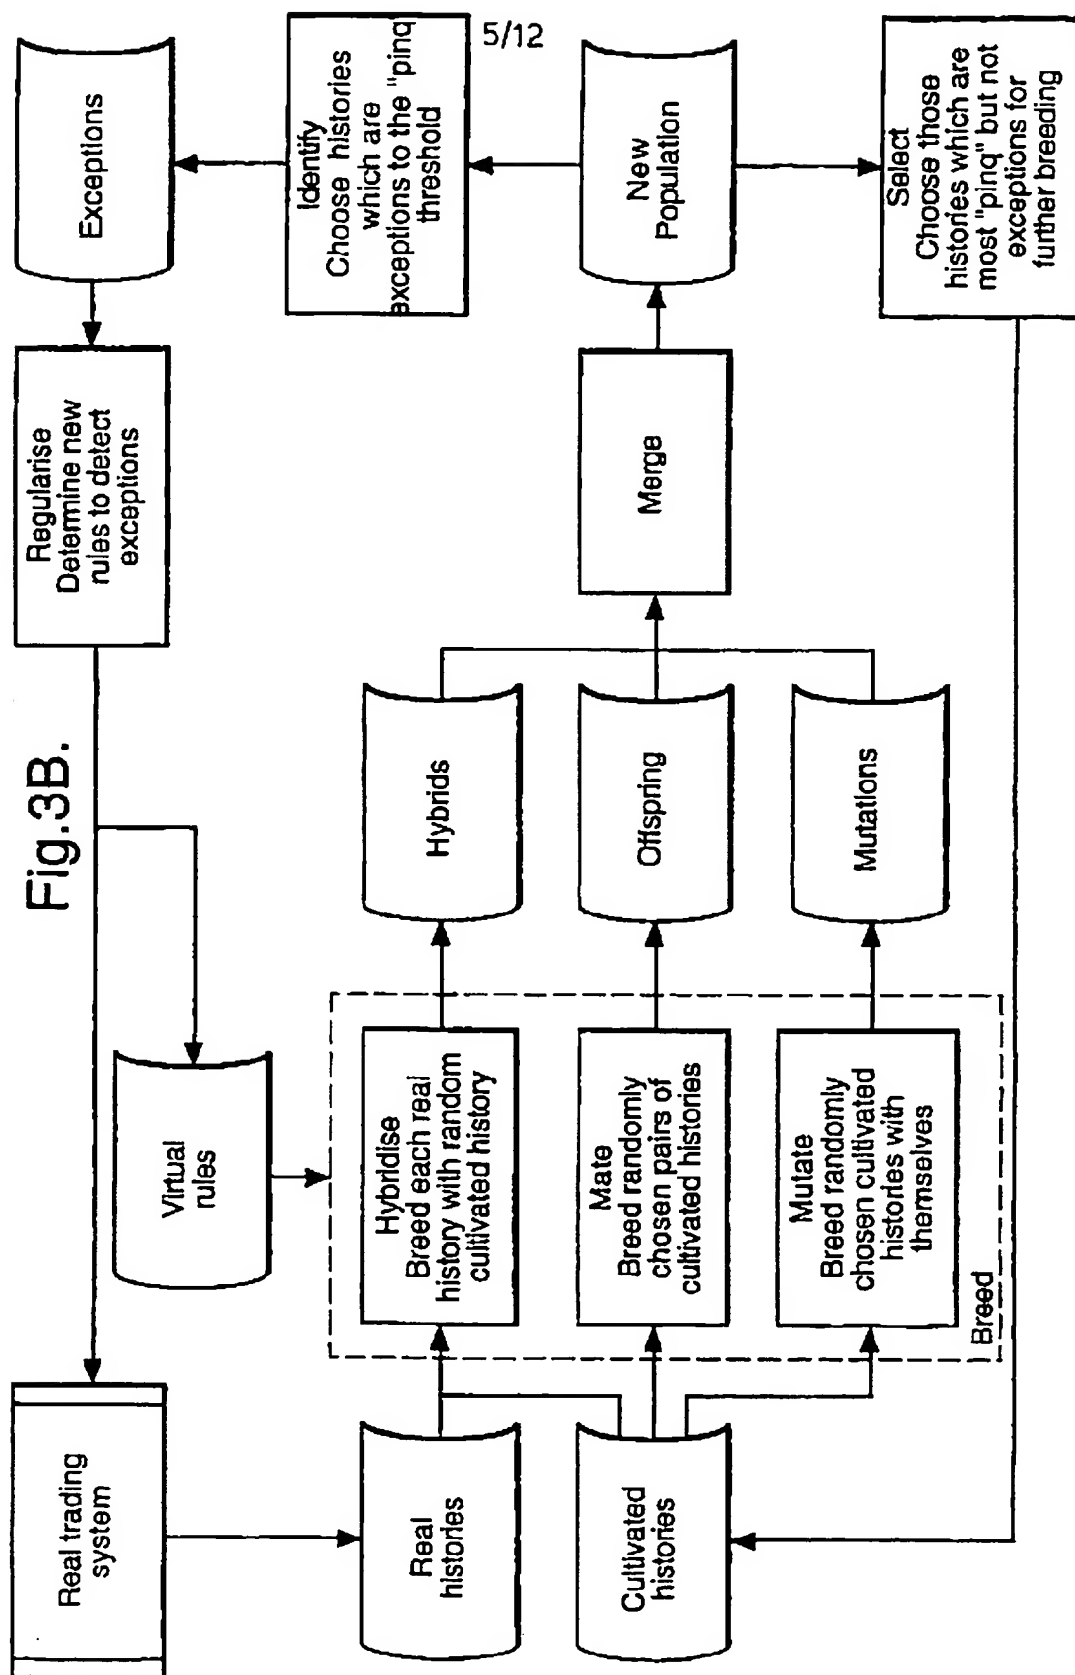 5/12
Fig.3B.
Real trading
system
Regularise
Determine new
rules to detect
exceptions
Exceptions
Virtual
rules
Identify
Choose histories
which are
exceptions to the "pinq
threshold
Real
histories
Hybridise
Breed each real
history with random
cultivated history
Hybrids
Cultivated
histories
Mate
Breed randomly
chosen pairs of
cultivated histories
Offspring
Merge
New
Population
Mutate
Breed randomly
chosen cultivated
histories with
themselves
Mutations
Breed
Select
Choose those
histories which are
most "pinq" but not
exceptions for
further breeding